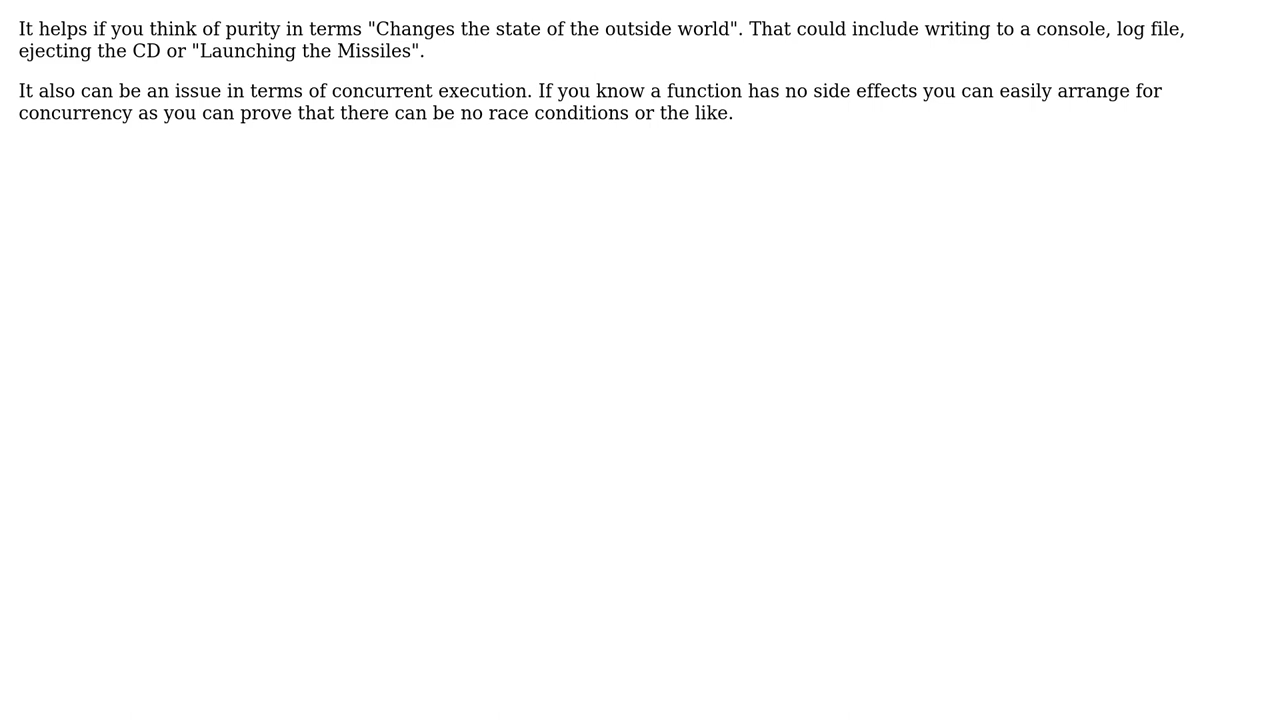 It helps if you think of purity in terms "Changes the state of the outside world". That could include writing to a console, log file,
ejecting the CD or "Launching the Missiles".
It also can be an issue in terms of concurrent execution. If you know a function has no side effects you can easily arrange for
concurrency as you can prove that there can be no race conditions or the like.